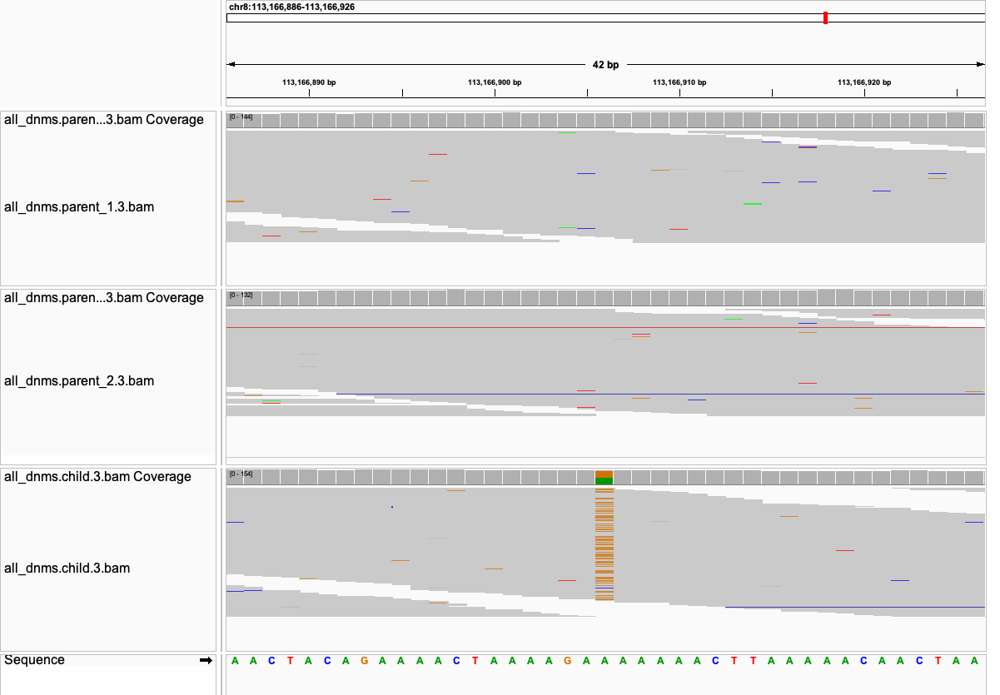 chr8:113,166,886-113,166,926
42 bp
113,166,890 bp 113,166,900 bp 113,166,910 bp 113,166,920 bp
all_dnms.paren...3.bam Coverage [0 - 144]
all_dnms.parent_1.3.bam
all_dnms.paren...3.bam Coverage [0 - 132]
all_dnms.parent_2.3.bam
all_dnms.child.3.bam Coverage [0 - 154]
all_dnms.child.3.bam
Sequence A A C T A C A G A A A A C T A A A A G A A A A A A A C T T A A A A A C A A C T A A